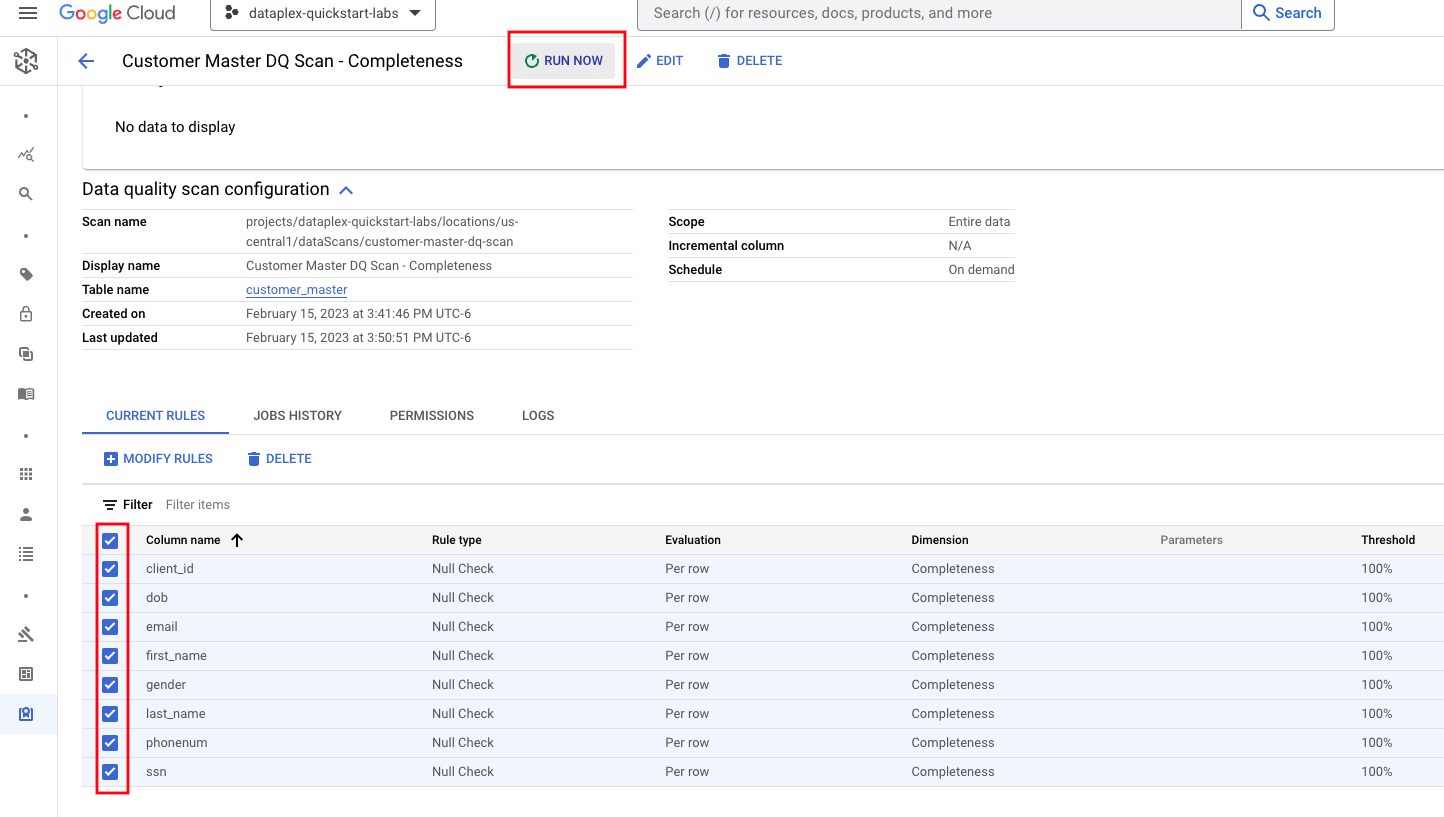 Google Cloud
dataplex-quickstart-labs
Search (/) for resources, docs, products, and more
Search
Customer Master DQ Scan - Completeness
RUN NOW
EDIT
DELETE
No data to display
Data quality scan configuration
Scan name projects/dataplex-quickstart-labs/locations/us-
central1/dataScans/customer-master-dq-scan
Display name Customer Master DQ Scan - Completeness
Table name customer_master
Created on February 15, 2023 at 3:41:46 PM UTC-6
Last updated February 15, 2023 at 3:50:51 PM UTC-6
Scope Entire data
Incremental column N/A
Schedule On demand
CURRENT RULES JOBS HISTORY PERMISSIONS LOGS
MODIFY RULES DELETE
Filter Filter items
Column name Rule type Evaluation Dimension Parameters Threshold
client_id Null Check Per row Completeness 100%
dob Null Check Per row Completeness 100%
email Null Check Per row Completeness 100%
first_name Null Check Per row Completeness 100%
gender Null Check Per row Completeness 100%
last_name Null Check Per row Completeness 100%
phonenum Null Check Per row Completeness 100%
ssn Null Check Per row Completeness 100%